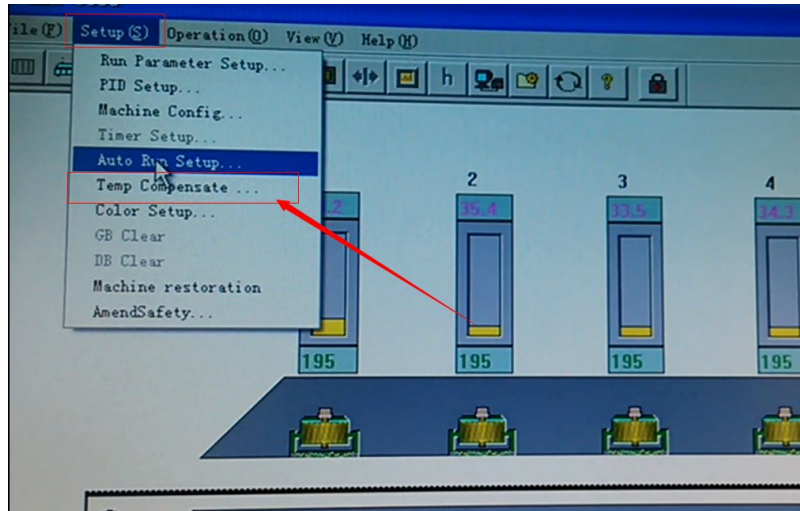 Setup(S) Operation(O) View(V) Help(H)
Run Parameter Setup...
PID Setup...
Machine Config...
Timer Setup...
Auto Run Setup...
Temp Compensate ...
Color Setup...
GB Clear
DB Clear
Machine restoration
AmendSafety...
h
2 3 4
35.4 33.5 34.3
195 195 195 195